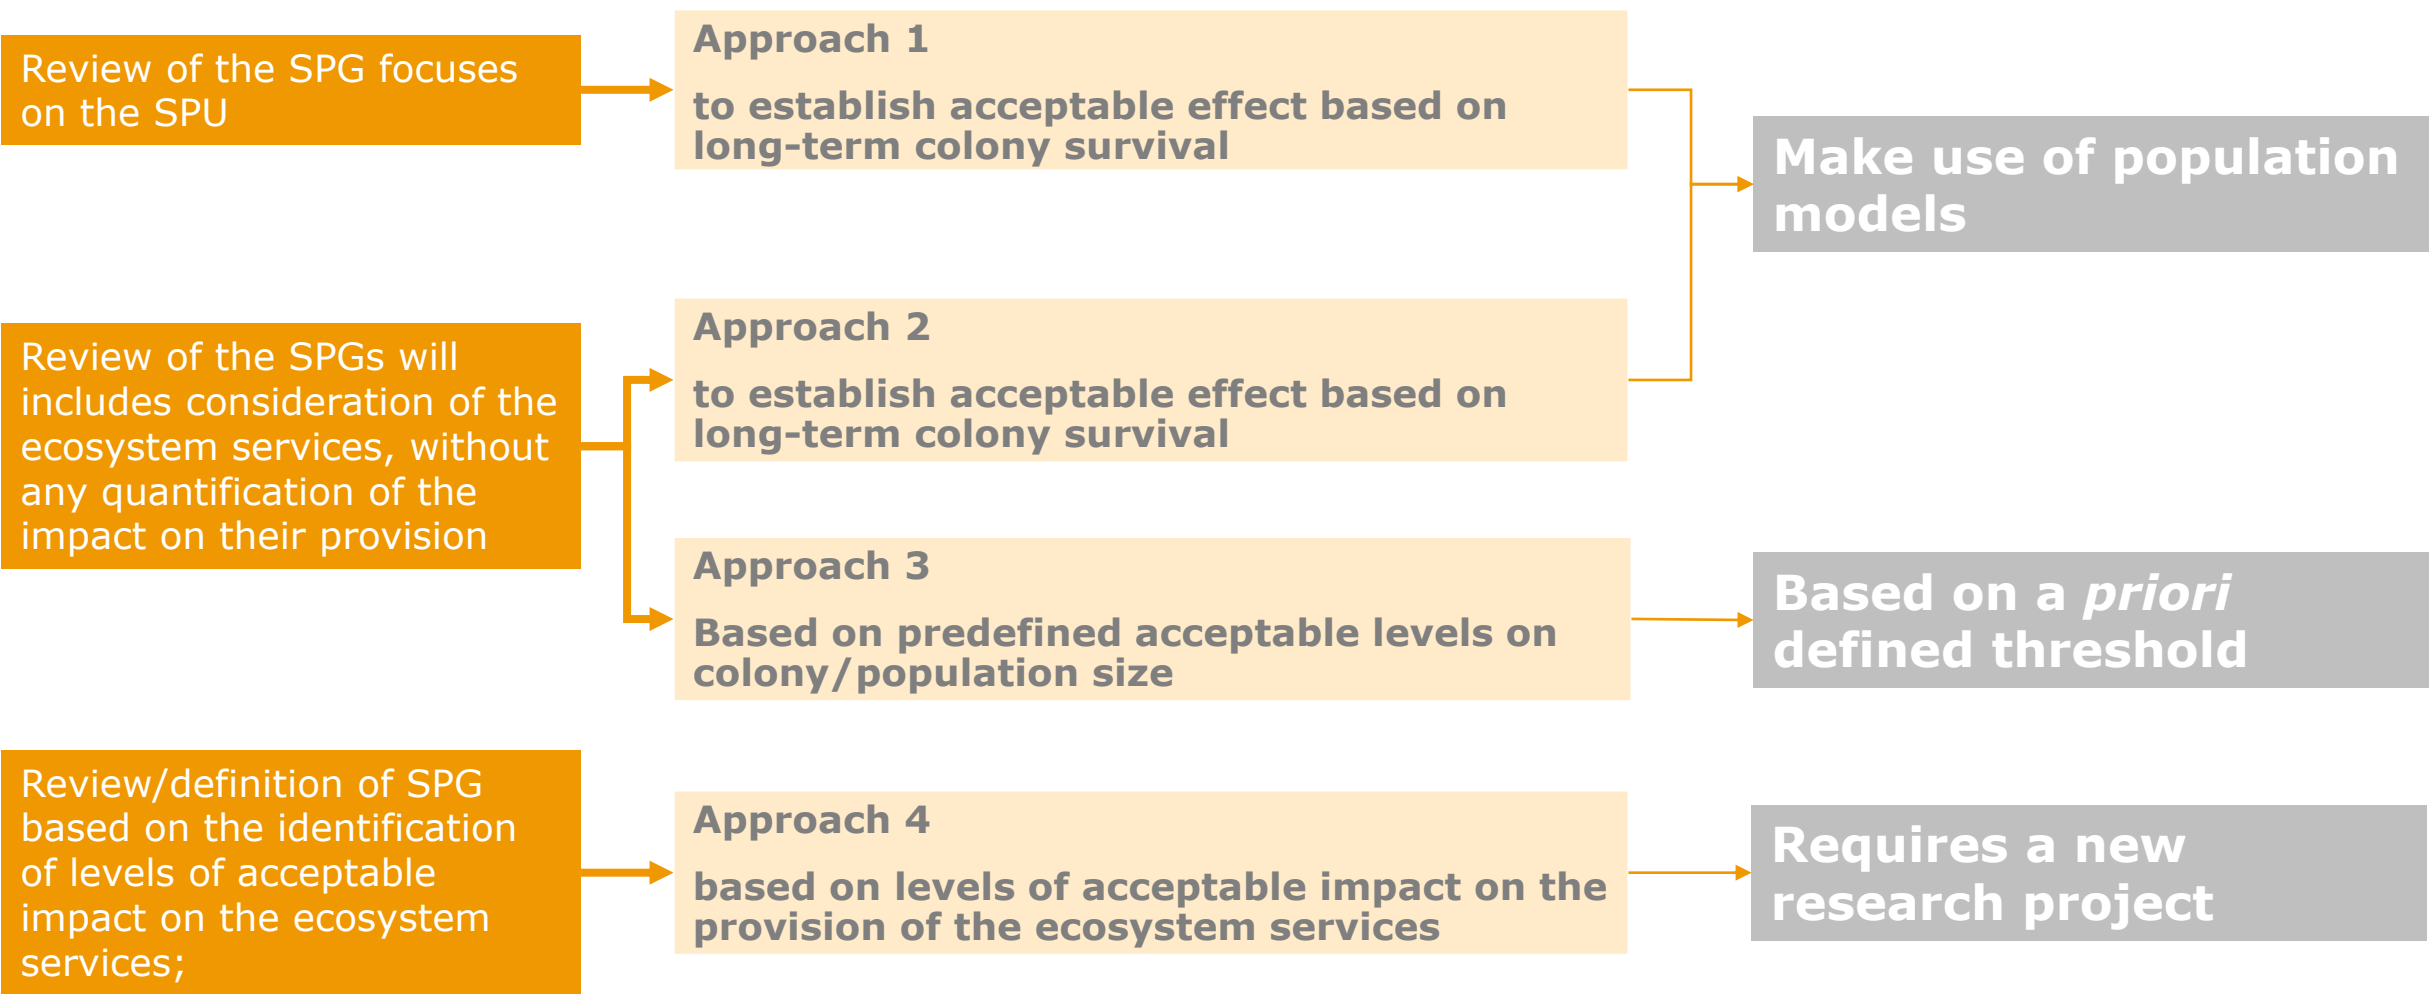 Review of the SPG focuses
on the SPU
Approach 1
to establish acceptable effect based on
long-term colony survival
Make use of population
models
Review of the SPGs will
includes consideration of the
ecosystem services, without
any quantification of the
impact on their provision
Approach 2
to establish acceptable effect based on
long-term colony survival
Approach 3
Based on predefined acceptable levels on
colony/population size
Based on a priori
defined threshold
Review/definition of SPG
based on the identification
of levels of acceptable
impact on the ecosystem
services;
Approach 4
based on levels of acceptable impact on the
provision of the ecosystem services
Requires a new
research project